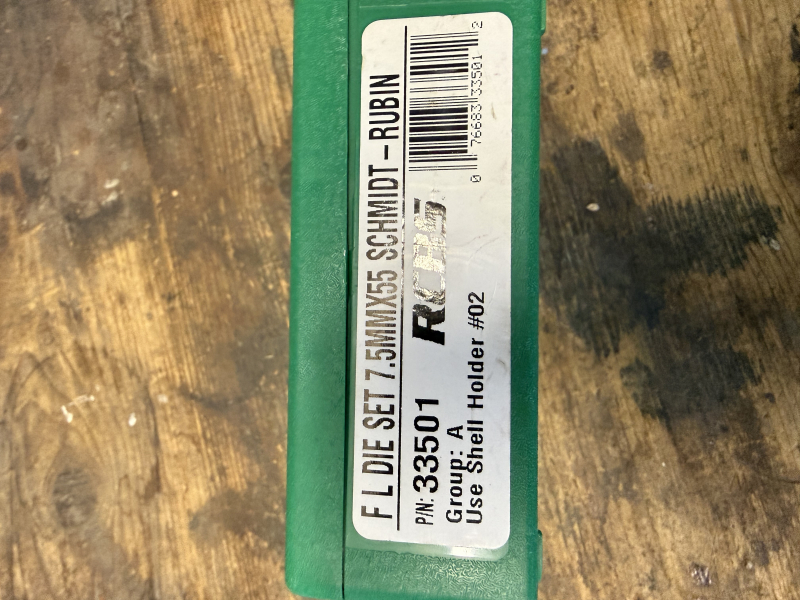 F L DIE SET 7.5MMX55 SCHMIDT – RUBIN
P/N: 33501 RCBS
Group: A
Use Shell Holder #02
0 76683 33501 2